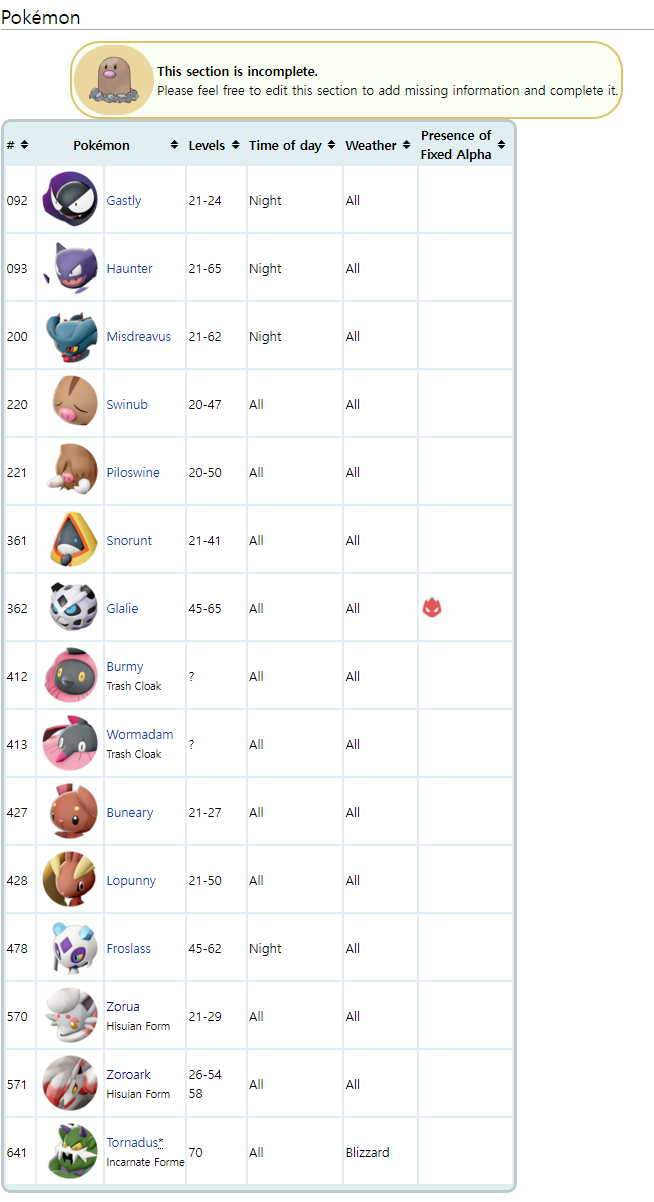 Pokémon
This section is incomplete.
Please feel free to edit this section to add missing information and complete it.
# Pokémon Levels Time of day Weather Presence of
Fixed Alpha
092 Gastly 21-24 Night All
093 Haunter 21-65 Night All
200 Misdreavus 21-62 Night All
220 Swinub 20-47 All All
221 Piloswine 20-50 All All
361 Snorunt 21-41 All All
362 Glalie 45-65 All All
412 Burmy ? All All
Trash Cloak
413 Wormadam ? All All
Trash Cloak
427 Buneary 21-27 All All
428 Lopunny 21-50 All All
478 Froslass 45-62 Night All
570 Zorua 21-29 All All
Hisuian Form
571 Zoroark 26-54 All All
Hisuian Form 58
641 Tornadus* 70 All Blizzard
Incarnate Forme